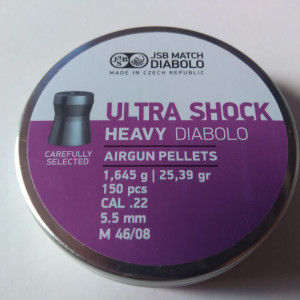 JSB
JSB MATCH
DIABOLO
MADE IN CZECH REPUBLIC
ULTRA SHOCK
HEAVY DIABOLO
CAREFULLY
SELECTED
AIRGUN PELLETS
1,645 g | 25,39 gr
150 pcs
CAL .22
5.5 mm
M 46/08